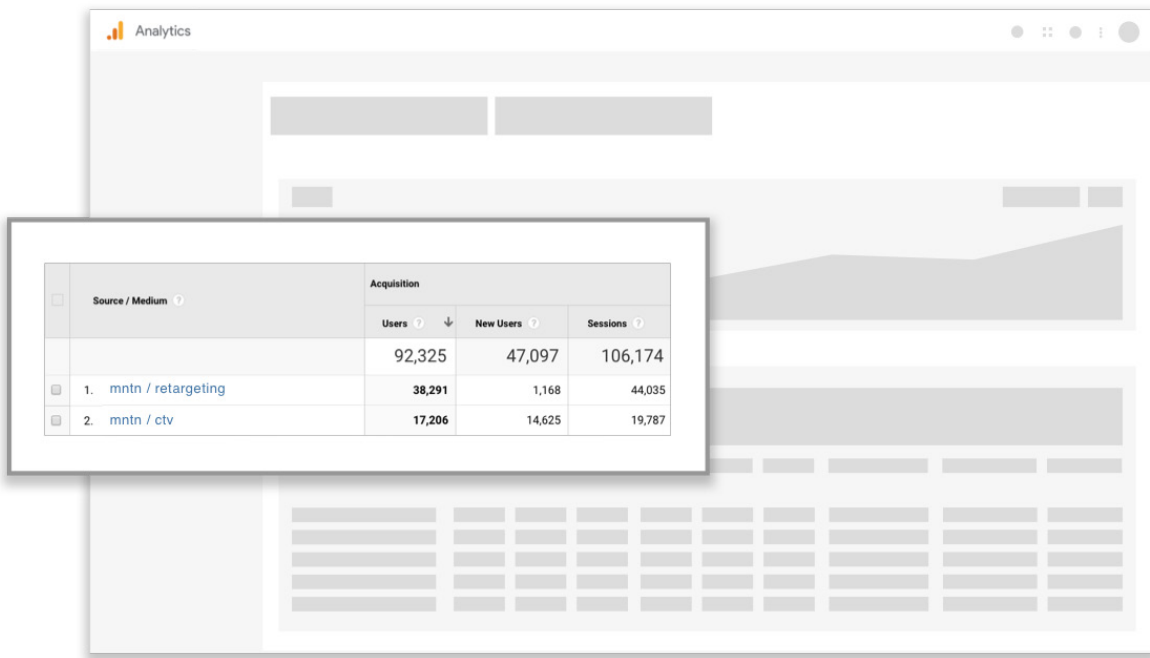 Analytics
Acquisition
Source / Medium ?
Users ? New Users ? Sessions ?
92,325 47,097 106,174
1. mntn / retargeting 38,291 1,168 44,035
2. mntn / ctv 17,206 14,625 19,787